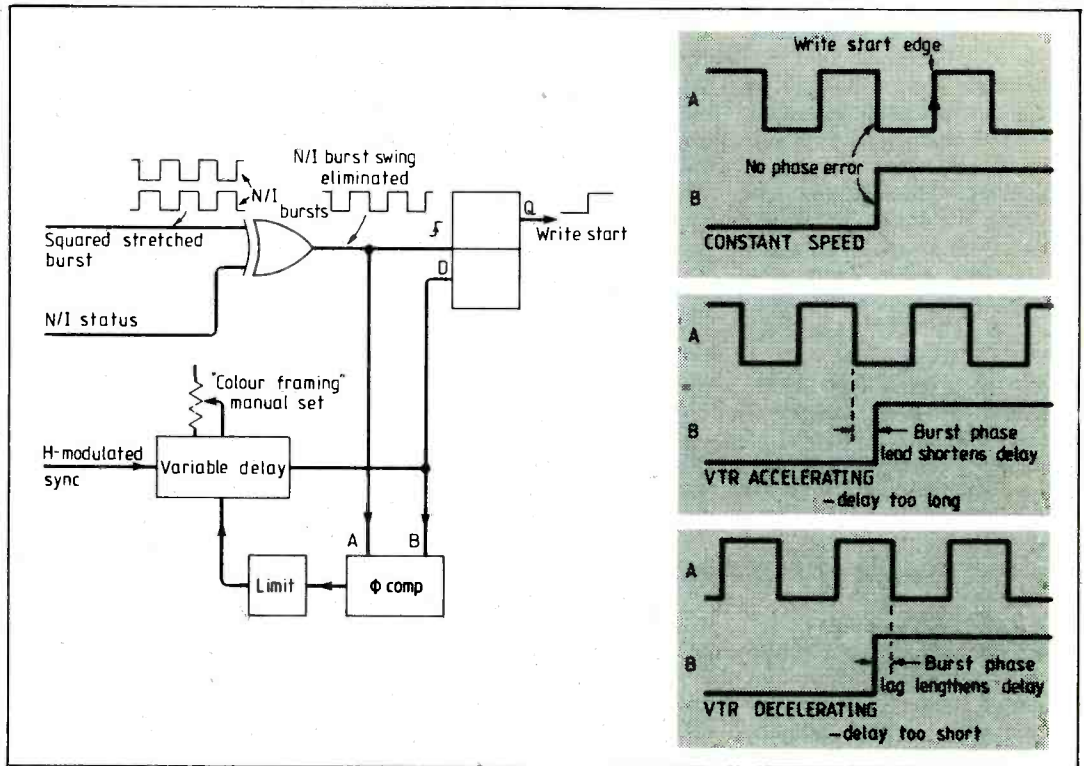 N/I burst swing
eliminated
N/I
bursts
Squared stretched
burst
N/I status
D
Q
Write start
"Colour framing"
manual set
H-modulated
sync
Variable delay
A
B
Limit
Φ comp
Write start edge
A
No phase error
B
CONSTANT SPEED
A
B
Burst phase
lead shortens delay
VTR ACCELERATING
-delay too long
A
B
Burst phase
lag lengthens delay
VTR DECELERATING
-delay too short